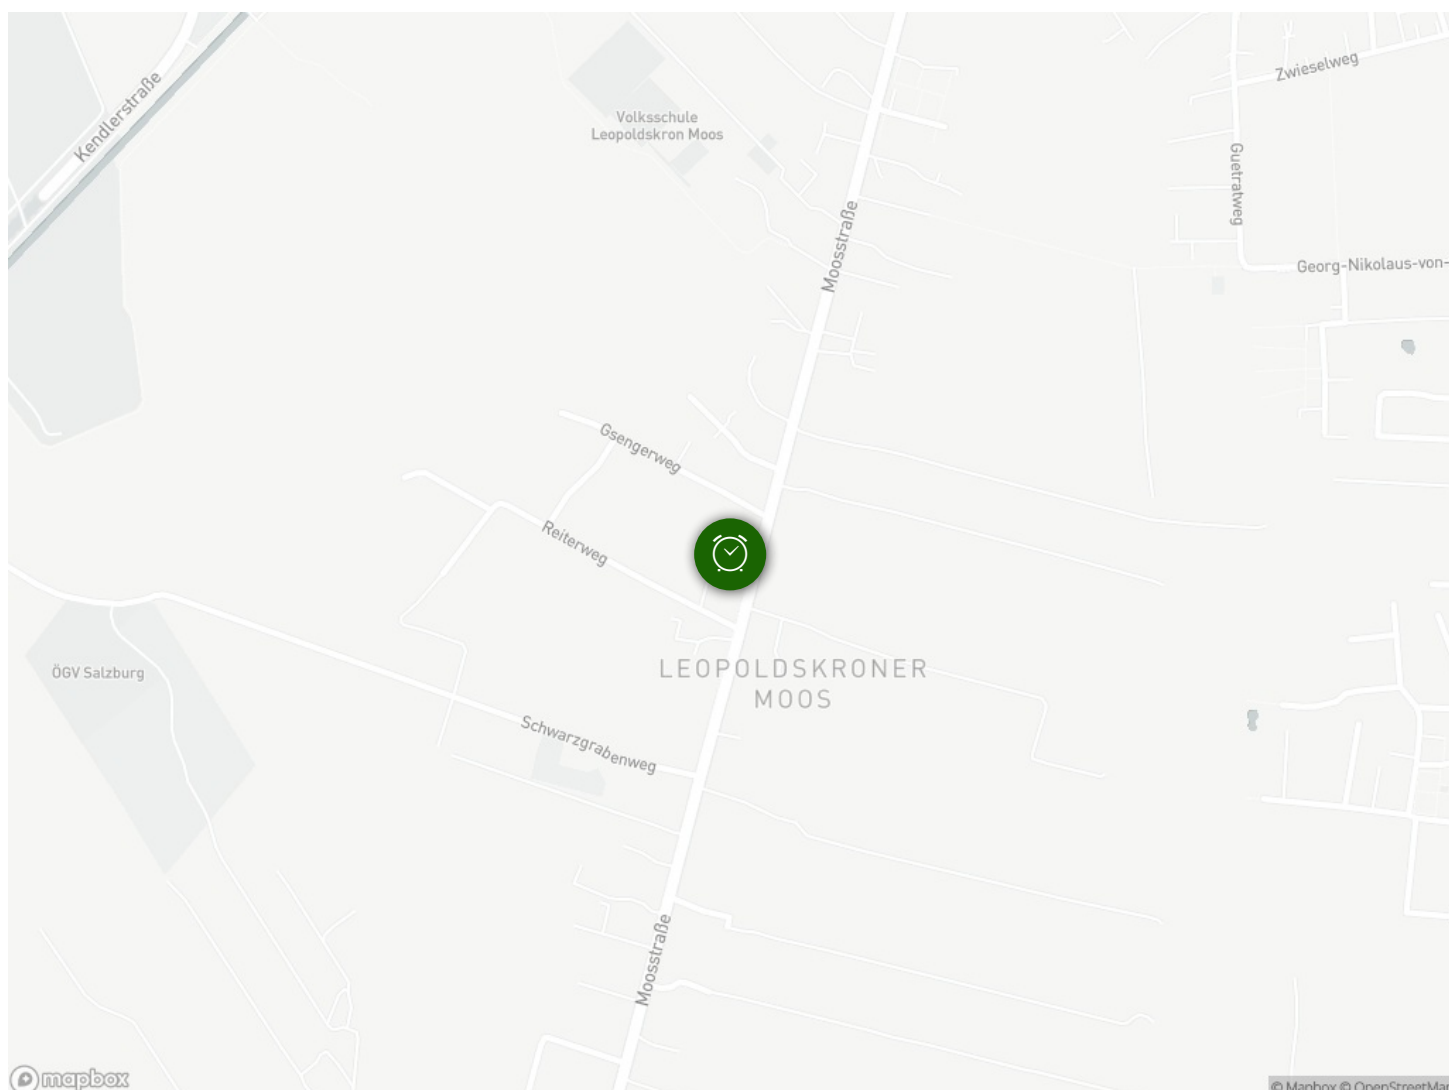 Kendlerstraße
Zwieselweg
Volksschule
Leopoldskron Moos
Guetratweg
Moosstraße
Georg-Nikolaus-von-
Gsengerweg
Reiterweg
LEOPOLDSKRONER
MOOS
ÖGV Salzburg
Schwarzgrabenweg
Moosstraße
mapbox
© Mapbox © OpenStreetMap